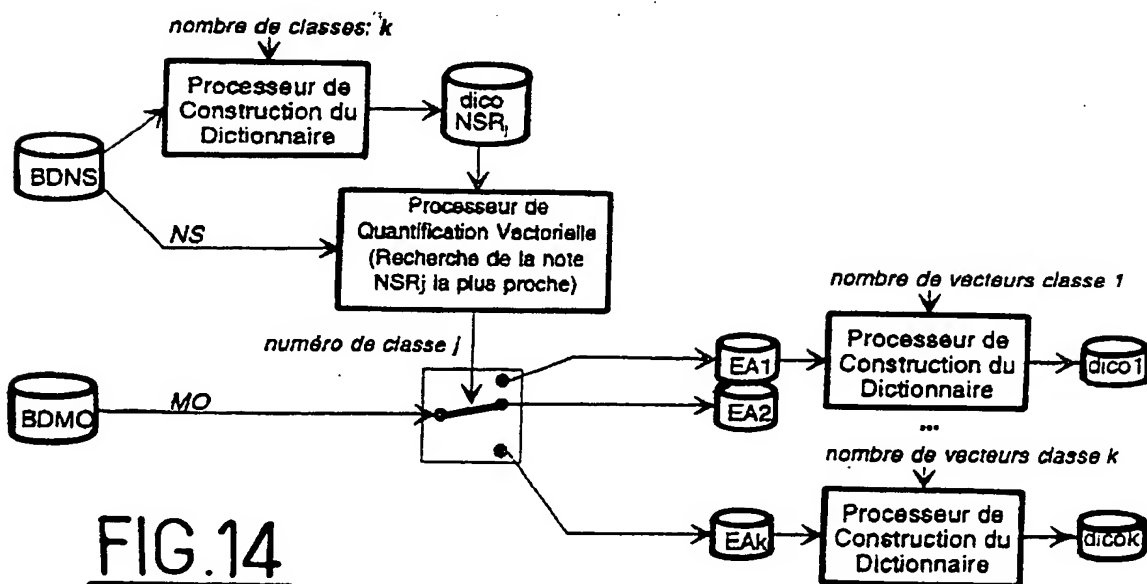 nombre de classes: k
Processeur de
Construction du
Dictionnaire
dico
NSRj
BDNS
NS
Processeur de
Quantification Vectorielle
(Recherche de la note
NSRj la plus proche)
numéro de classe j
BDMO
MO
nombre de vecteurs classe 1
EA1
Processeur de
Construction du
Dictionnaire
dico1
EA2
...
nombre de vecteurs classe k
EAk
Processeur de
Construction du
Dictionnaire
dicok
FIG.14